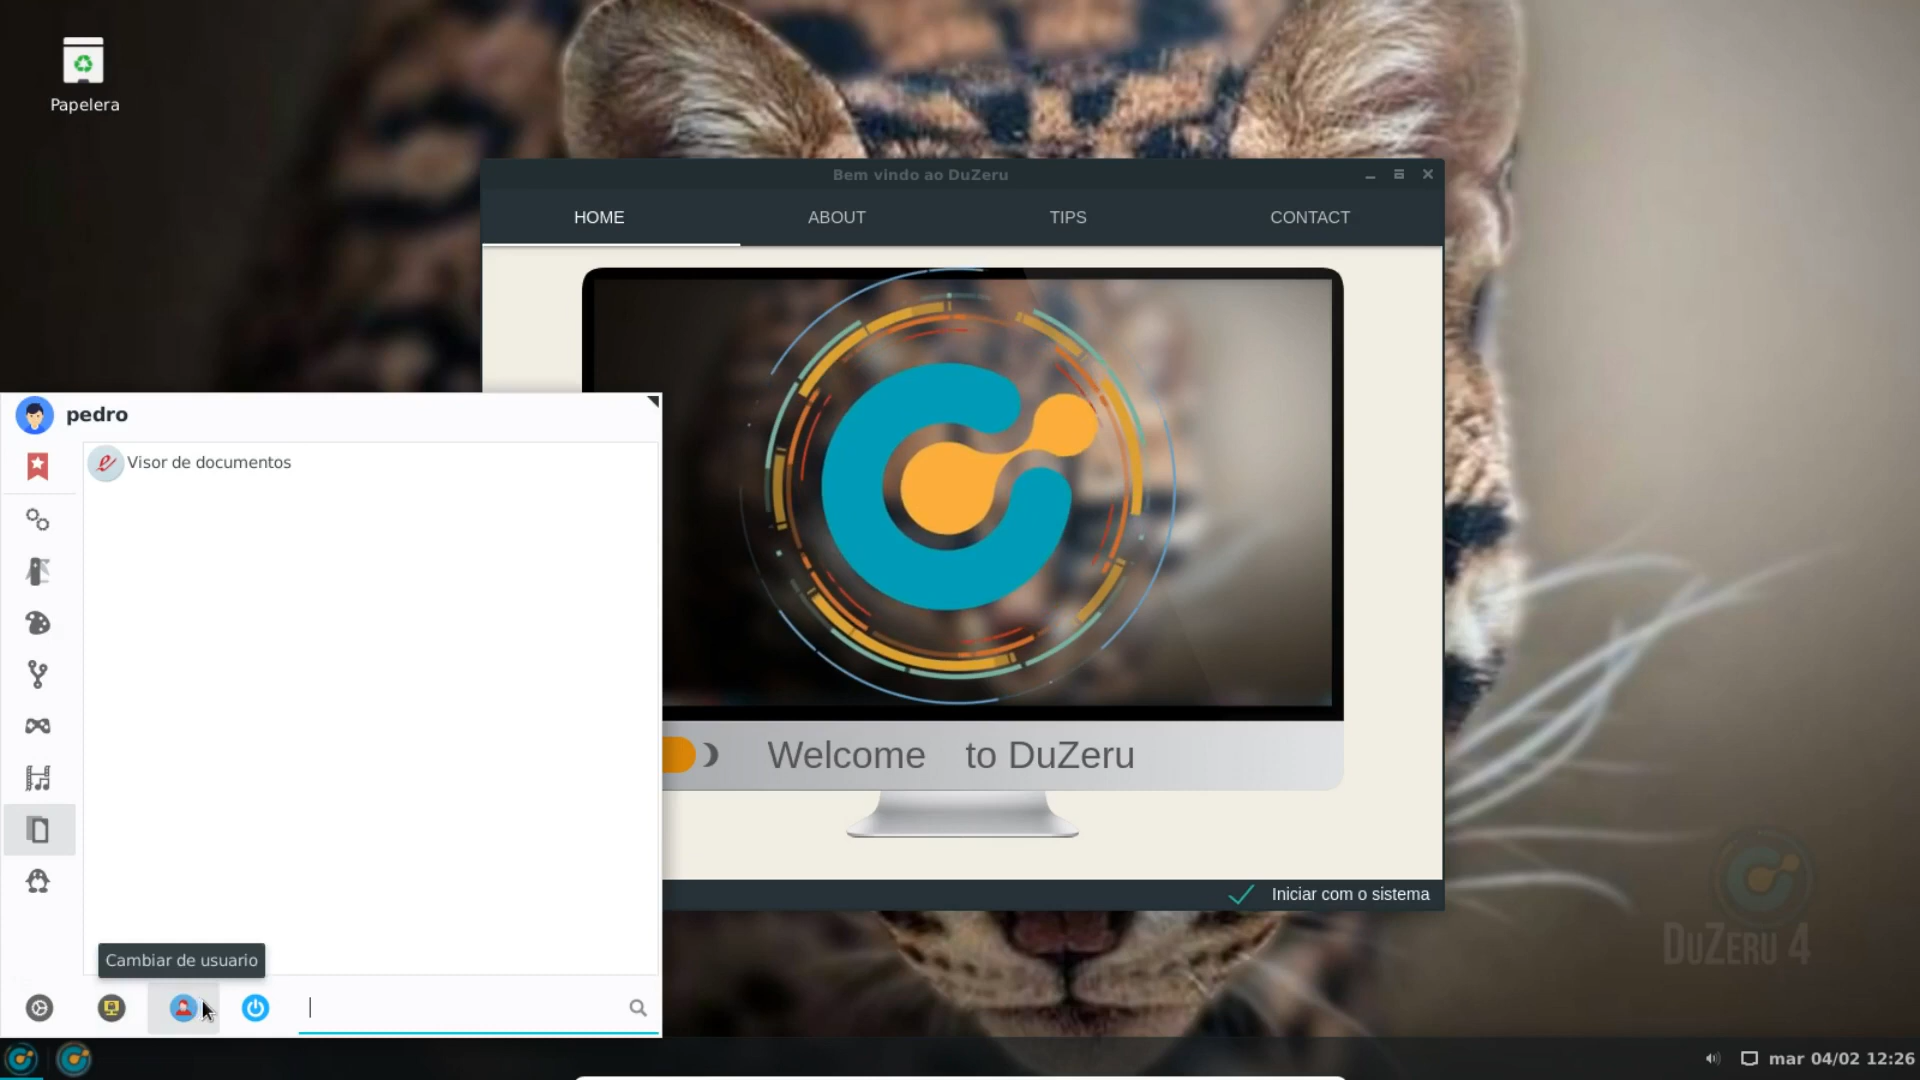 Papelera
Bem vindo ao DuZeru
HOME
ABOUT
TIPS
CONTACT
pedro
Visor de documentos
Welcome to DuZeru
Iniciar com o sistema
DuZeru 4
Cambiar de usuario
mar 04/02 12:26